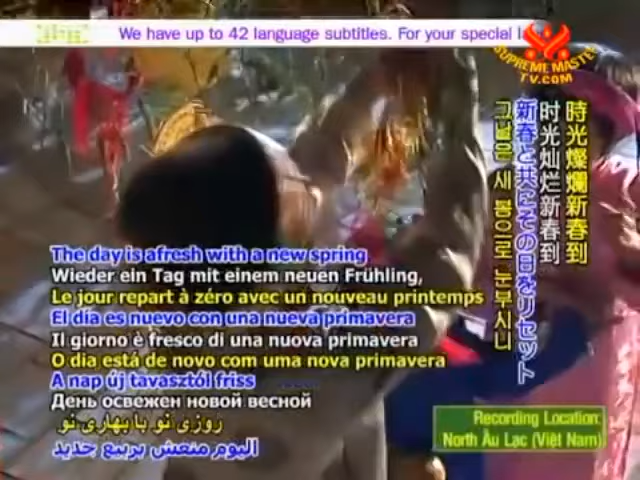 We have up to 42 language subtitles. For your special l
SUPREME MASTER
TV.COM
時光燦爛新春到
时光灿烂新春到
新春と共にその日をリセット
그날은 새 봄으로 눈부시니
The day is afresh with a new spring
Wieder ein Tag mit einem neuen Frühling,
Le jour repart à zéro avec un nouveau printemps
El día es nuevo con una nueva primavera
Il giorno è fresco di una nuova primavera
O dia está de novo com uma nova primavera
A nap új tavasztól friss
День освежен новой весной
روزی نو با بهاری نو
اليوم منعش بربيع جديد
Recording Location:
North Âu Lạc (Việt Nam)